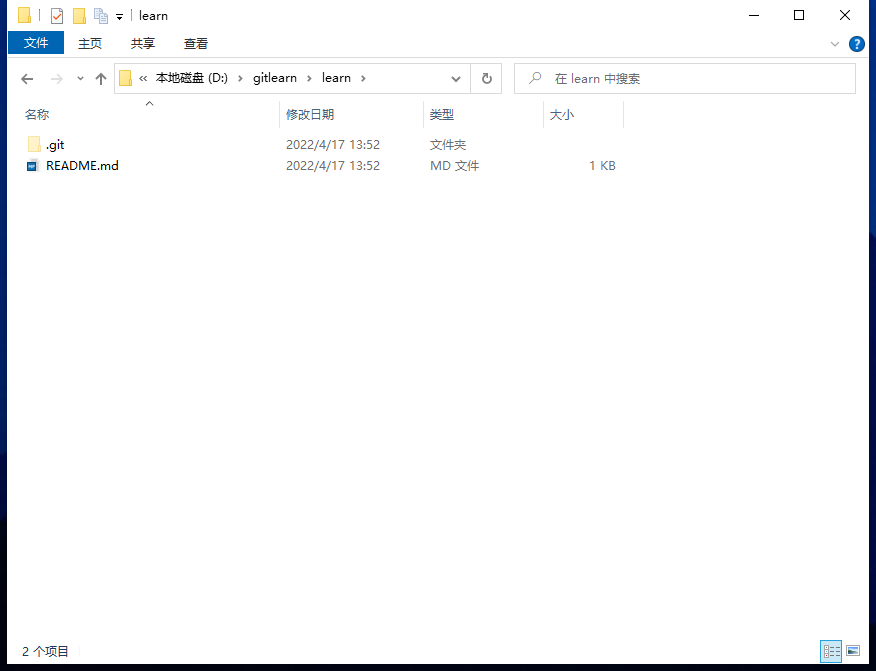 learn
文件 主页 共享 查看 ?
« 本地磁盘 (D:) › gitlearn › learn › 在 learn 中搜索
名称 修改日期 类型 大小
.git 2022/4/17 13:52 文件夹
README.md 2022/4/17 13:52 MD 文件 1 KB
2 个项目